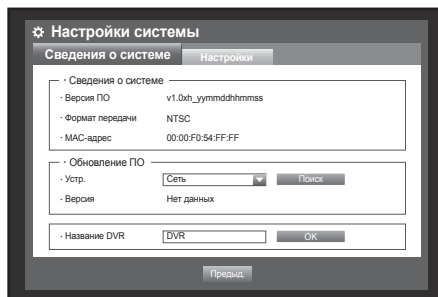 Настройки системы
Сведения о системе Настройки
· Сведения о системе
· Версия ПО v1.0xh_yymmddhhmmss
· Формат передачи NTSC
· MAC-адрес 00:00:F0:54:FF:FF
· Обновление ПО
· Устр. Сеть Поиск
· Версия Нет данных
· Название DVR DVR OK
Предыд.